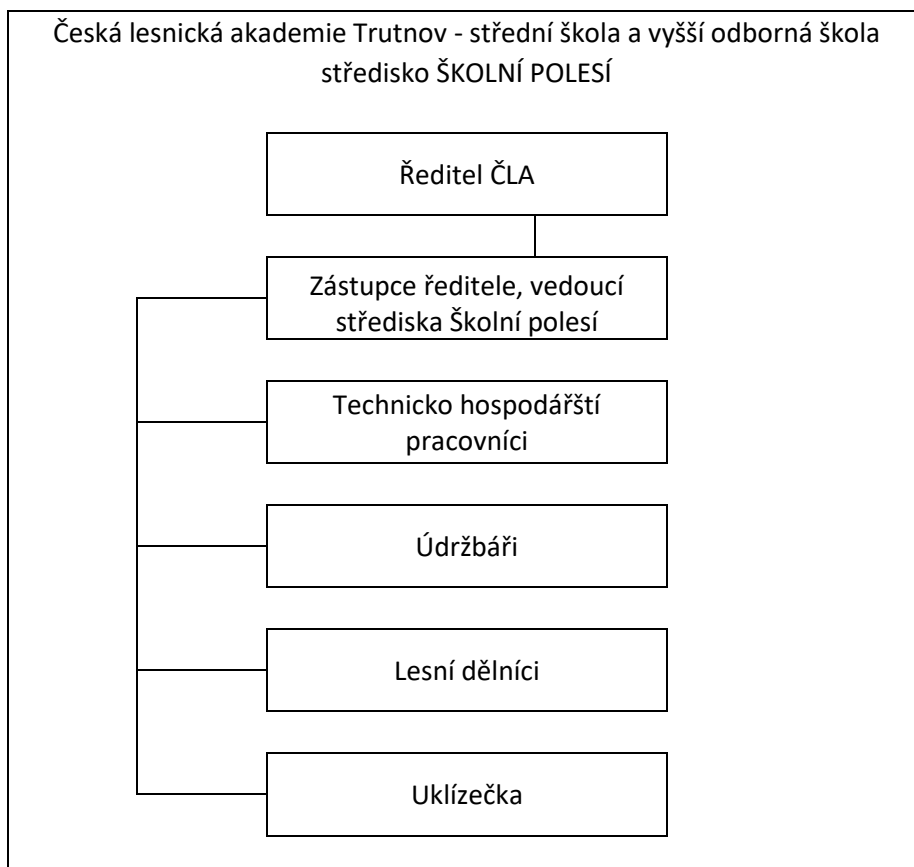 Česká lesnická akademie Trutnov - střední škola a vyšší odborná škola
středisko ŠKOLNÍ POLESÍ
Ředitel ČLA
Zástupce ředitele, vedoucí
střediska Školní polesí
Technicko hospodářští
pracovníci
Údržbáři
Lesní dělníci
Uklízečka